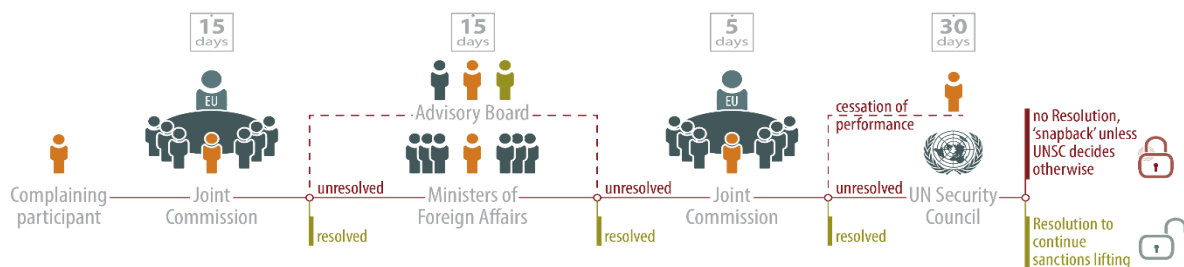 15
days
15
days
5
days
30
days
EU
EU
Advisory Board
cessation of
performance
no Resolution,
‘snapback’ unless
UNSC decides
otherwise
Complaining
participant
Joint
Commission
unresolved
resolved
Ministers of
Foreign Affairs
unresolved
resolved
Joint
Commission
unresolved
resolved
UN Security
Council
Resolution to
continue
sanctions lifting